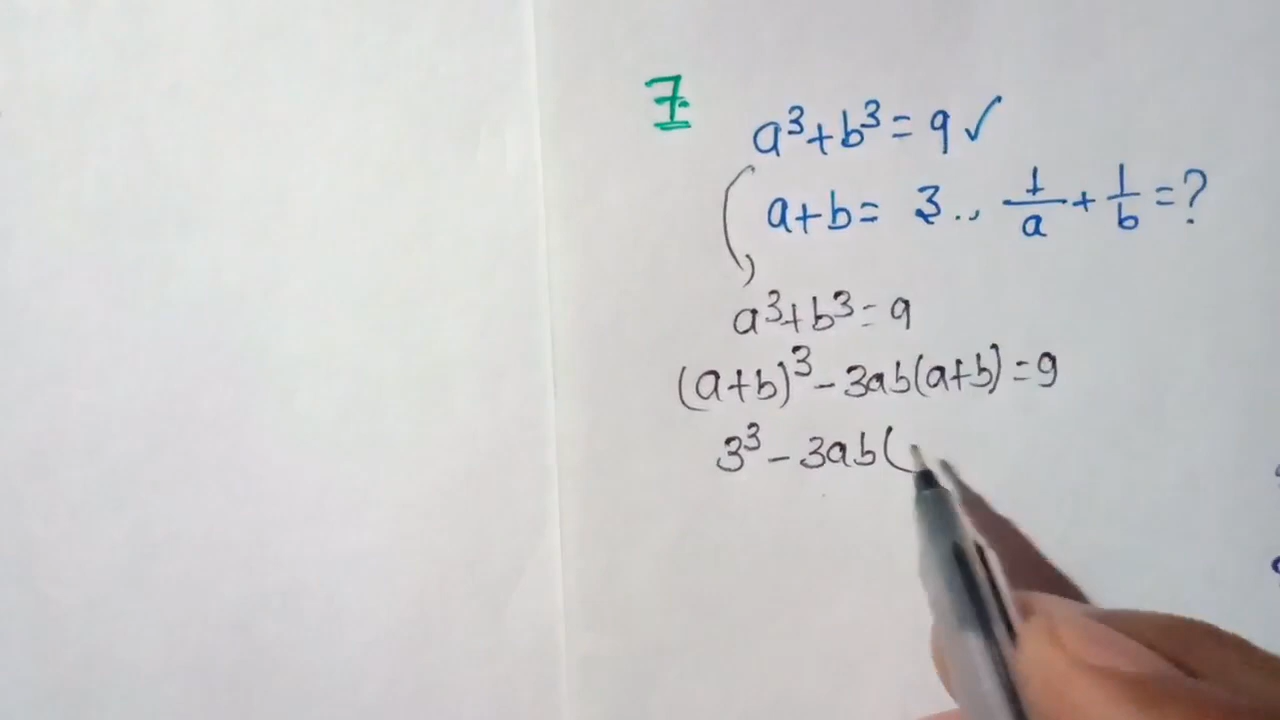 7
a³+b³=9✓
a+b= 3.., 1/a + 1/b =?
a³+b³=9
(a+b)³-3ab(a+b)=9
3³-3ab(